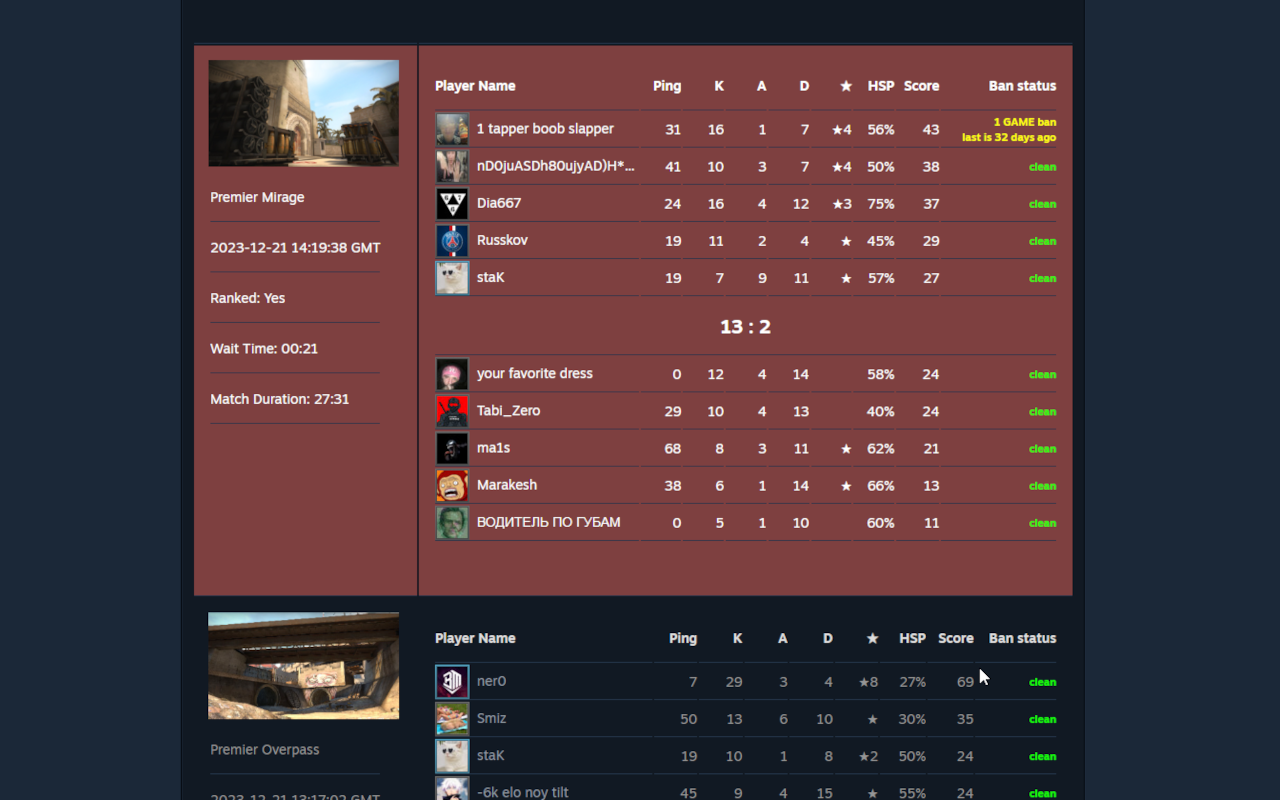 Player Name Ping K A D ★ HSP Score Ban status
1 tapper boob slapper 31 16 1 7 ★4 56% 43 1 GAME ban
last is 32 days ago
nD0juASDh80ujyAD)H*... 41 10 3 7 ★4 50% 38 clean
Dia667 24 16 4 12 ★3 75% 37 clean
Russkov 19 11 2 4 ★ 45% 29 clean
staK 19 7 9 11 ★ 57% 27 clean
13 : 2
your favorite dress 0 12 4 14 58% 24 clean
Tabi_Zero 29 10 4 13 40% 24 clean
ma1s 68 8 3 11 ★ 62% 21 clean
Marakesh 38 6 1 14 ★ 66% 13 clean
ВОДИТЕЛЬ ПО ГУБАМ 0 5 1 10 60% 11 clean
Premier Mirage
2023-12-21 14:19:38 GMT
Ranked: Yes
Wait Time: 00:21
Match Duration: 27:31
Player Name Ping K A D ★ HSP Score Ban status
ner0 7 29 3 4 ★8 27% 69 clean
Smiz 50 13 6 10 ★ 30% 35 clean
staK 19 10 1 8 ★2 50% 24 clean
-6k elo noy tilt 45 9 4 15 ★ 55% 24 clean
Premier Overpass
2023-12-21 13:17:02 GMT